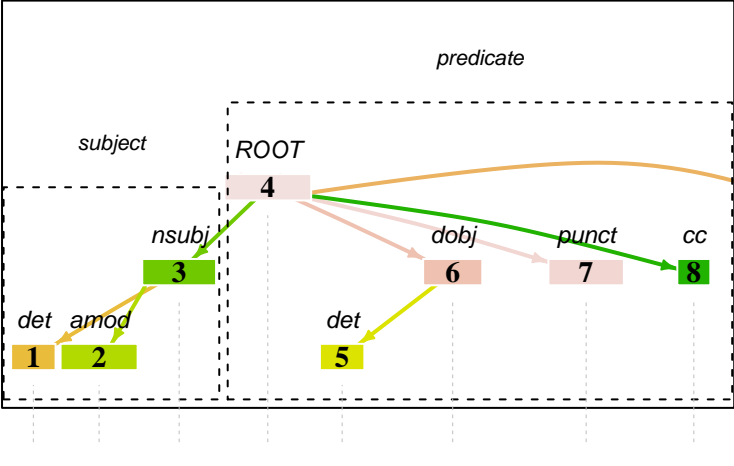 predicate
subject
ROOT
4
nsubj dobj punct cc
3 6 7 8
det amod det
1 2 5